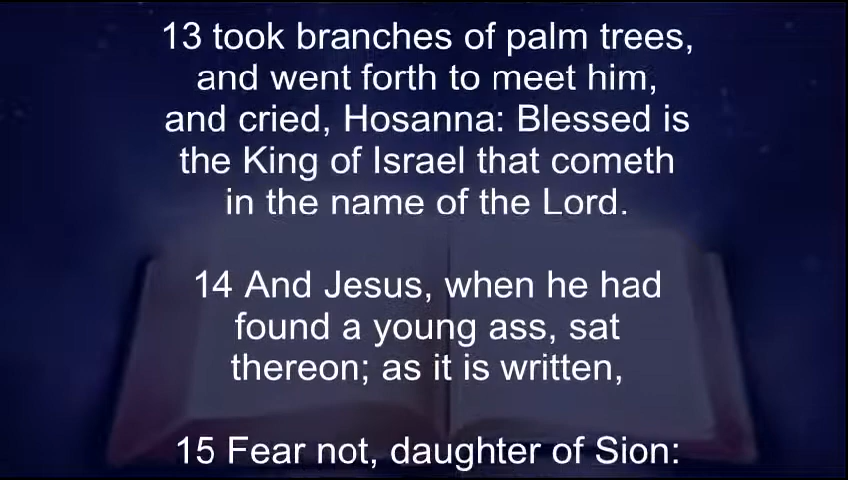 13 took branches of palm trees,
and went forth to meet him,
and cried, Hosanna: Blessed is
the King of Israel that cometh
in the name of the Lord.
14 And Jesus, when he had
found a young ass, sat
thereon; as it is written,
15 Fear not, daughter of Sion: